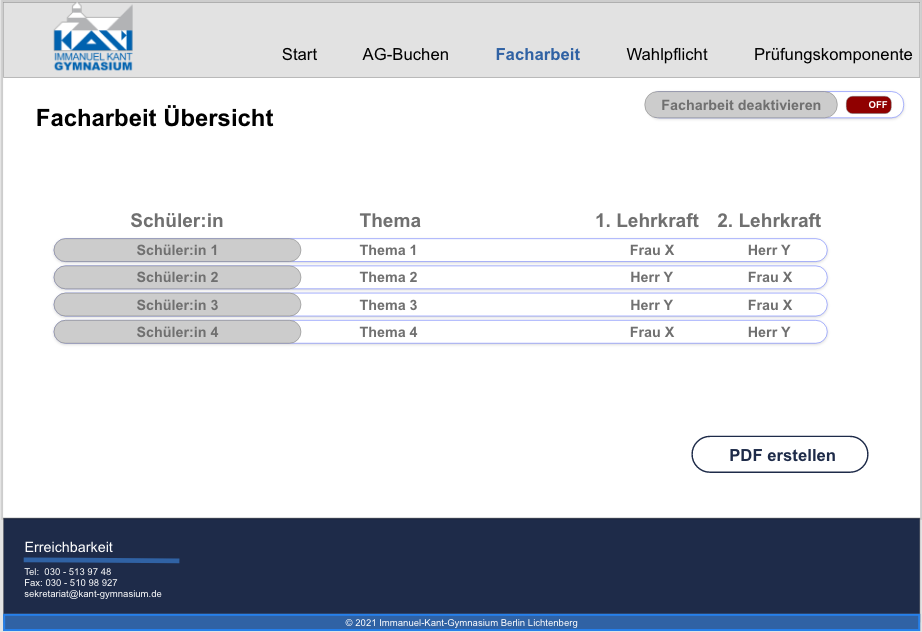 KANT
IMMANUEL KANT
GYMNASIUM
Start AG-Buchen Facharbeit Wahlpflicht Prüfungskomponente
Facharbeit Übersicht
Facharbeit deaktivieren OFF
Schüler:in Thema 1. Lehrkraft 2. Lehrkraft
Schüler:in 1 Thema 1 Frau X Herr Y
Schüler:in 2 Thema 2 Herr Y Frau X
Schüler:in 3 Thema 3 Herr Y Frau X
Schüler:in 4 Thema 4 Frau X Herr Y
PDF erstellen
Erreichbarkeit
Tel: 030 - 513 97 48
Fax: 030 - 510 98 927
sekretariat@kant-gymnasium.de
© 2021 Immanuel-Kant-Gymnasium Berlin Lichtenberg